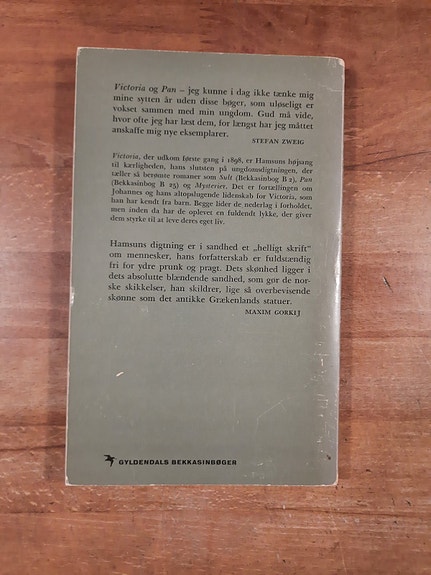 Victoria og Pan – jeg kunne i dag ikke tænke mig
mine sytten år uden disse bøger, som uløseligt er
vokset sammen med min ungdom. Gud må vide,
hvor ofte jeg har læst dem, for længst har jeg måttet
anskaffe mig nye eksemplarer.
STEFAN ZWEIG
Victoria, der udkom første gang i 1898, er Hamsuns højsang
til kærligheden, hans slutsten på ungdomsdigtningen, der
tæller så berømte romaner som Sult (Bekkasinbog B 2), Pan
(Bekkasinbog B 25) og Mysterier. Det er fortællingen om
Johannes og hans altopslugende lidenskab for Victoria, som
han har kendt fra barn. Begge lider de nederlag i forholdet,
men inden da har de oplevet en fuldendt lykke, der giver
dem styrke til at leve deres eget liv.
Hamsuns digtning er i sandhed et „helligt skrift"
om mennesker, hans forfatterskab er fuldstændig
fri for ydre prunk og pragt. Dets skønhed ligger i
dets absolutte blændende sandhed, som gør de nor-
ske skikkelser, han skildrer, lige så overbevisende
skønne som det antikke Grækenlands statuer.
MAXIM GORKIJ
GYLDENDALS BEKKASINBØGER